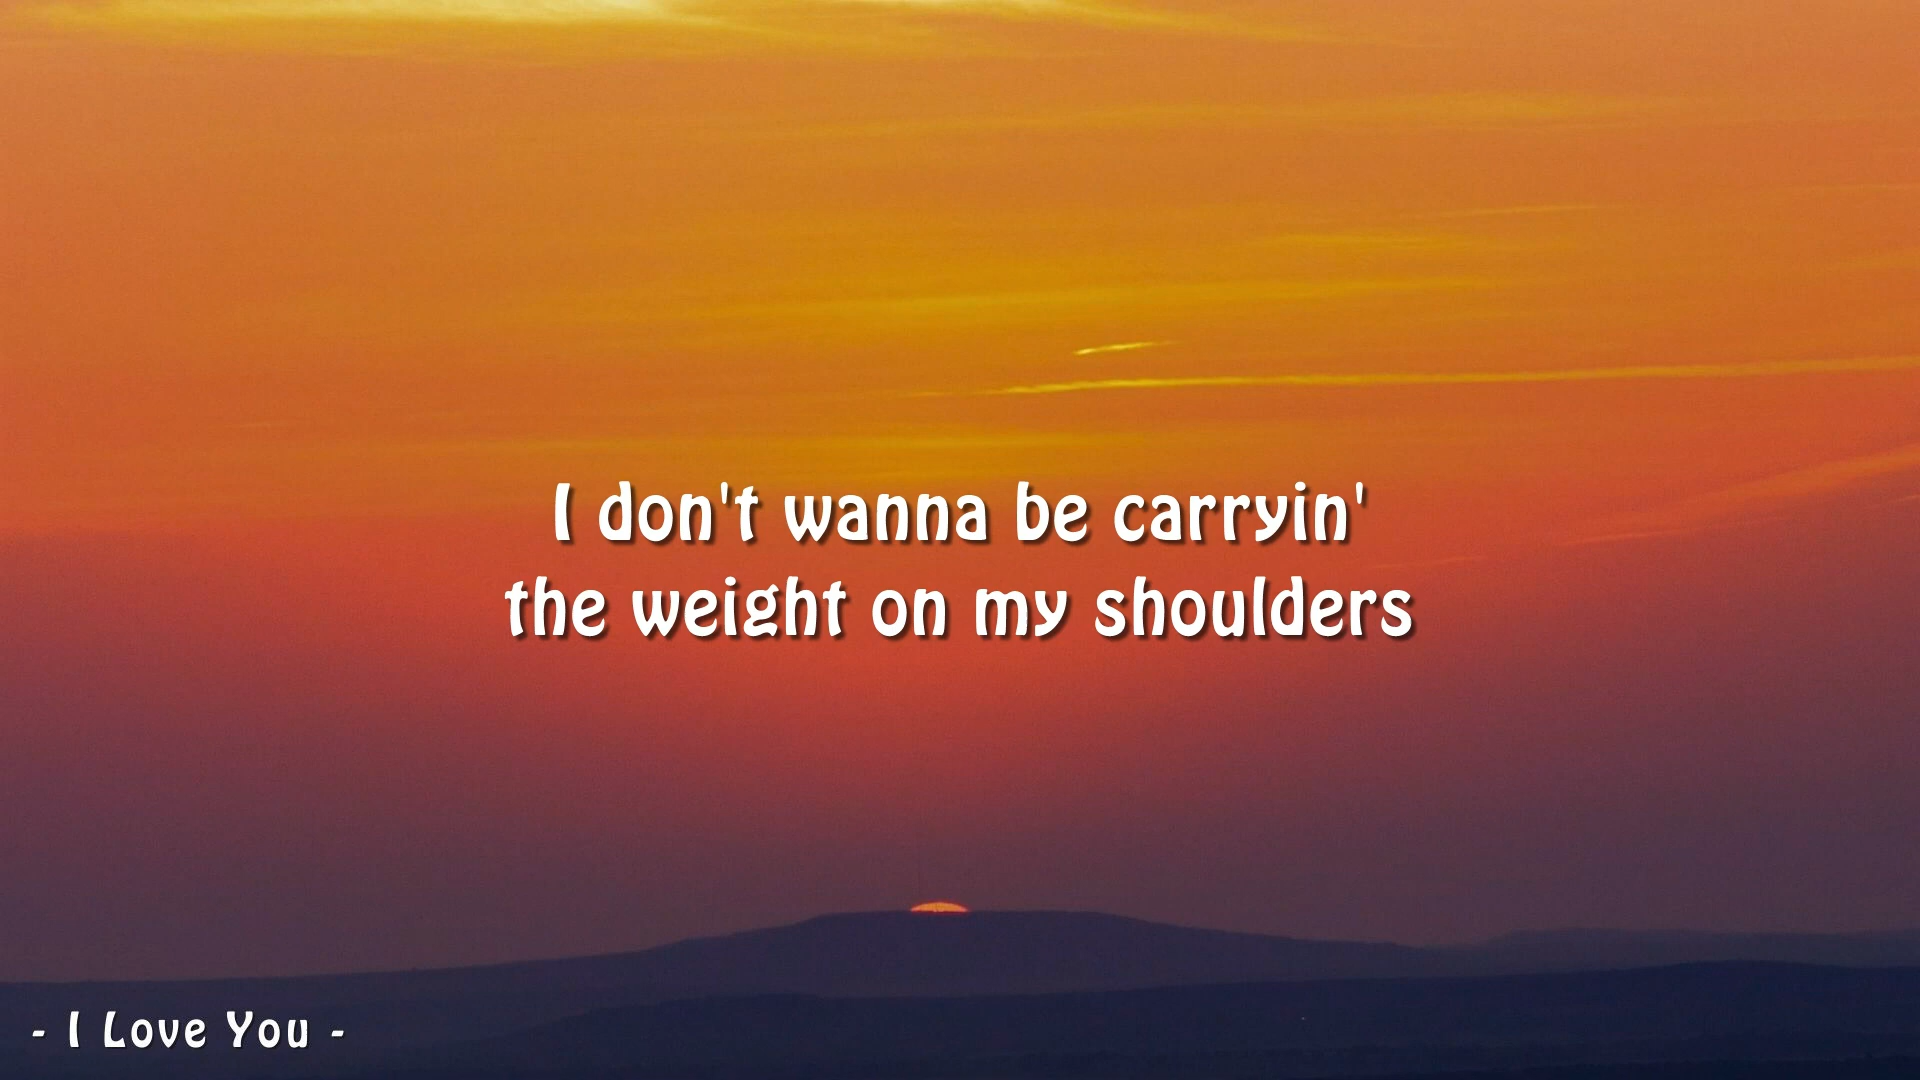 I don't wanna be carryin'
the weight on my shoulders
- I Love You -